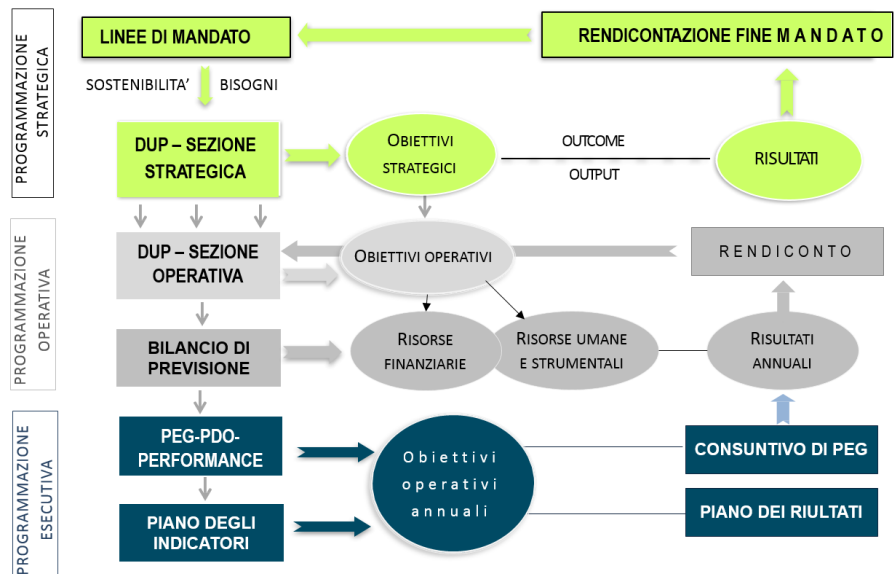 PROGRAMMAZIONE
STRATEGICA
LINEE DI MANDATO
RENDICONTAZIONE FINE M A N D A T O
SOSTENIBILITA’ BISOGNI
DUP – SEZIONE
STRATEGICA
OBIETTIVI
STRATEGICI
OUTCOME
OUTPUT
RISULTATI
PROGRAMMAZIONE
OPERATIVA
DUP – SEZIONE
OPERATIVA
OBIETTIVI OPERATIVI
R E N D I C O N T O
BILANCIO DI
PREVISIONE
RISORSE
FINANZIARIE
RISORSE UMANE
E STRUMENTALI
RISULTATI
ANNUALI
PROGRAMMAZIONE
ESECUTIVA
PEG-PDO-
PERFORMANCE
O b i e t t i v i
o p e r a t i v i
a n n u a l i
CONSUNTIVO DI PEG
PIANO DEGLI
INDICATORI
PIANO DEI RIULTATI